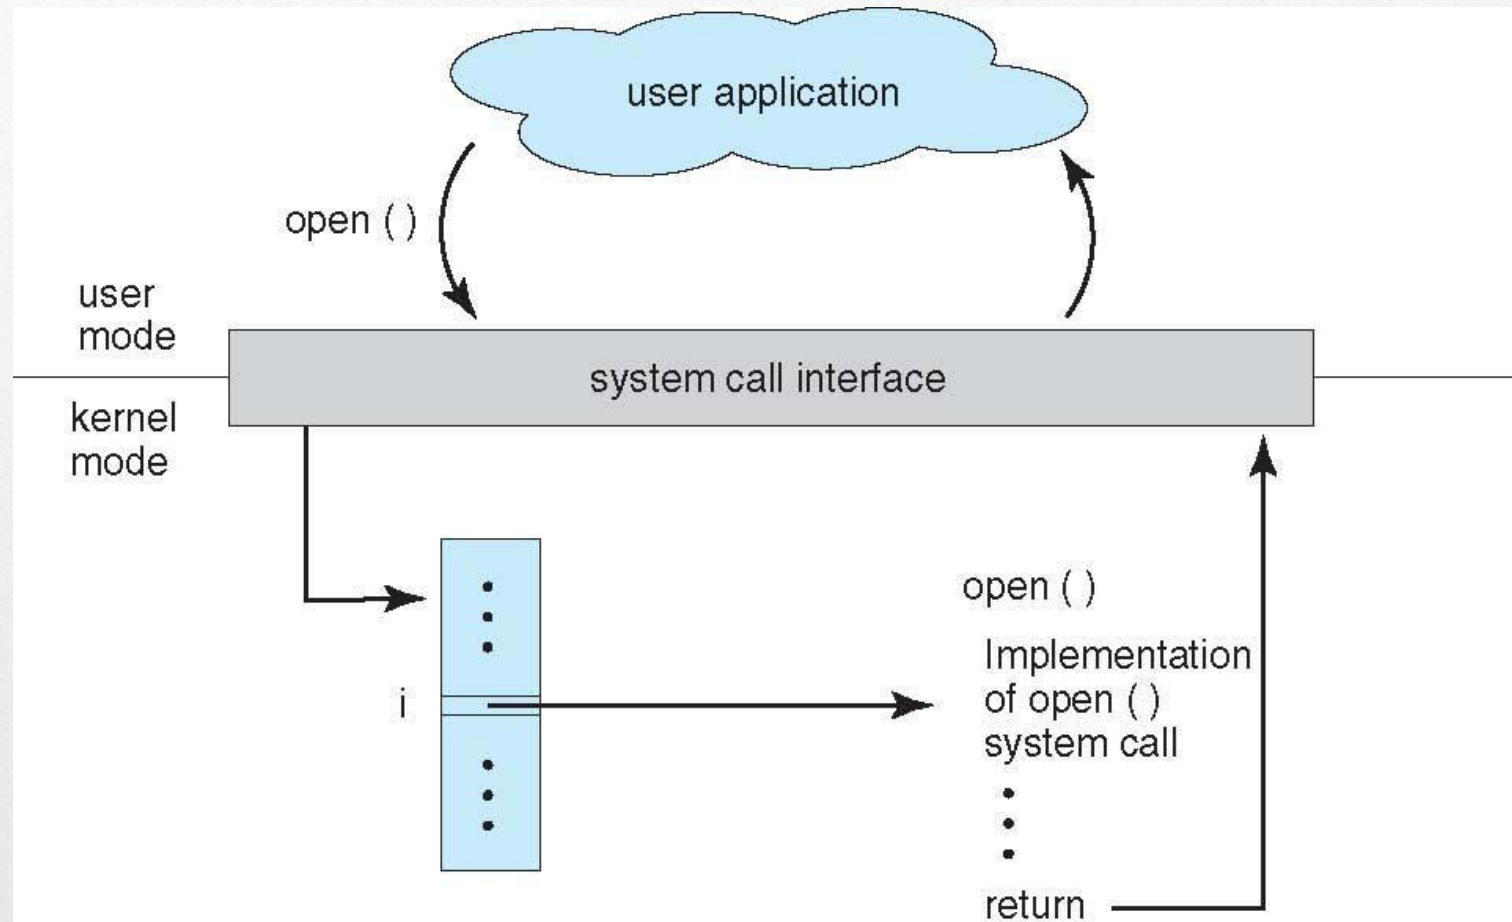 user application
open ( )
user
mode
system call interface
kernel
mode
open ( )
Implementation
of open ( )
system call
i
return